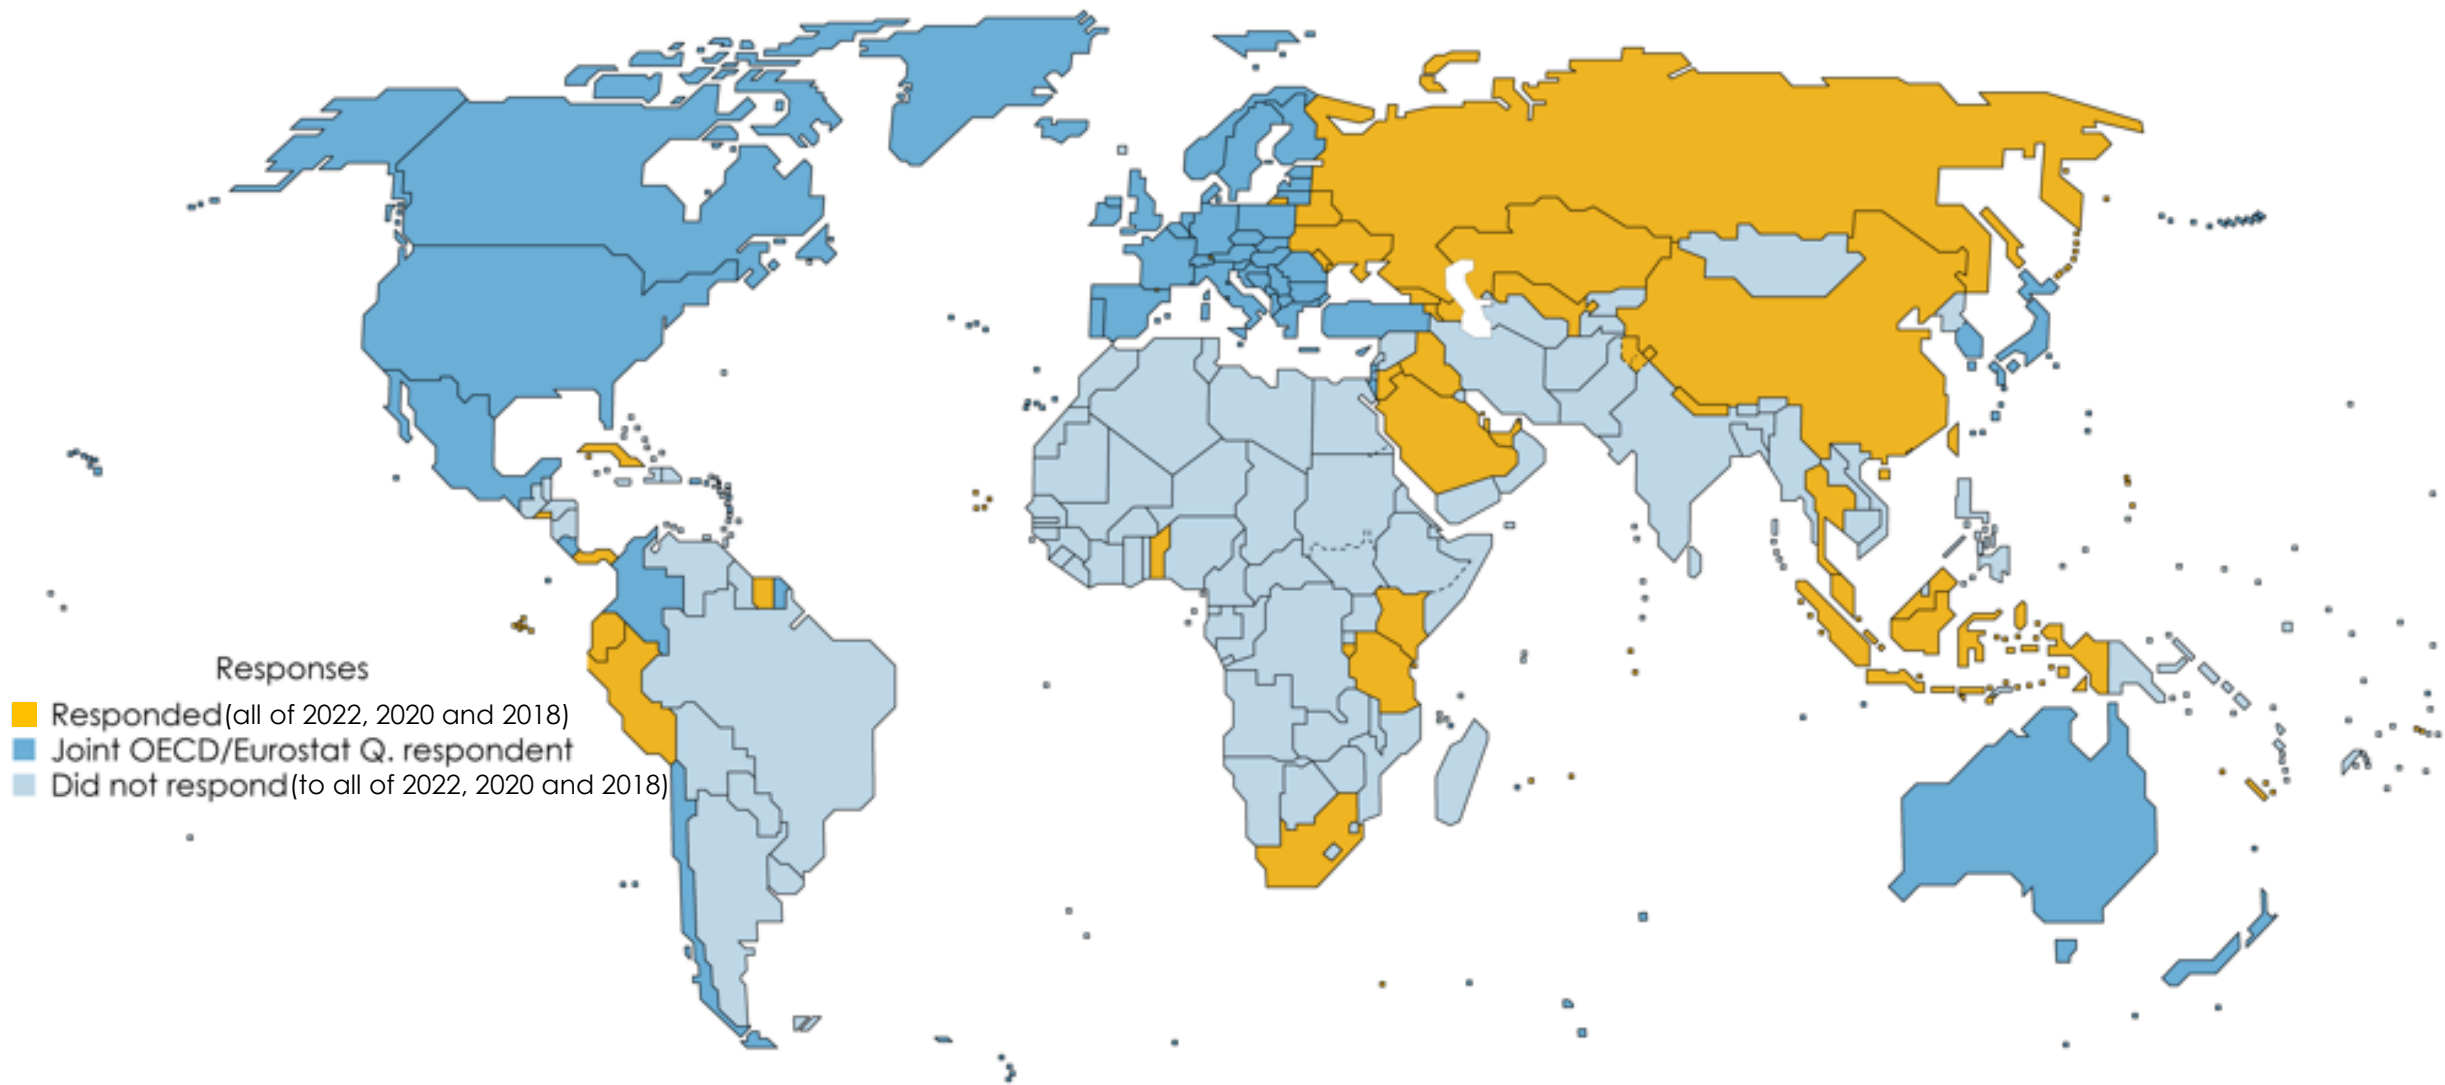 Responses
Responded(all of 2022, 2020 and 2018)
Joint OECD/Eurostat Q. respondent
Did not respond(to all of 2022, 2020 and 2018)